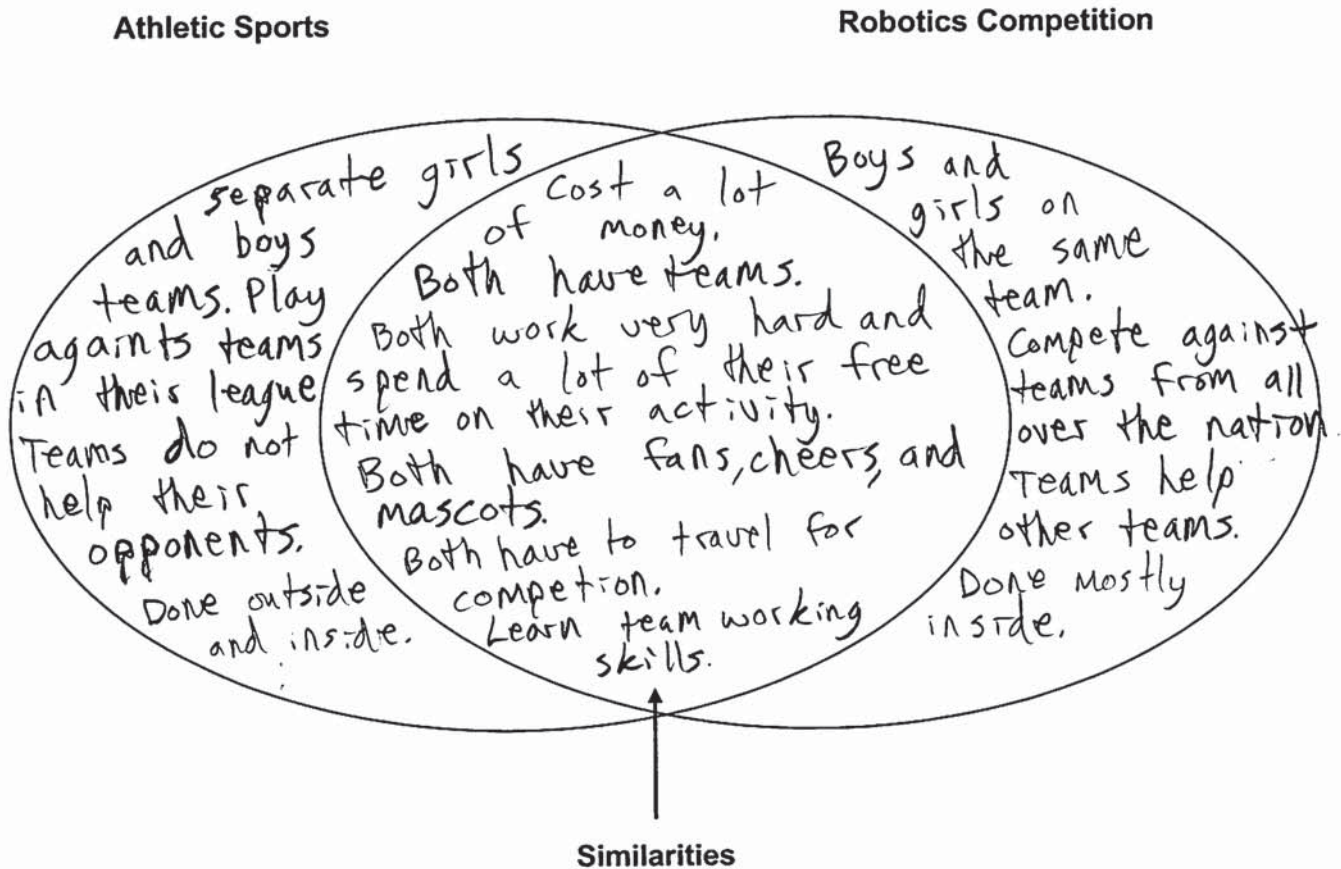 Athletic Sports
Robotics Competition
separate girls
and boys
teams. Play
againts teams
in their league
Teams do not
help their
opponents.
Done outside
and inside.
Cost a lot
of money.
Both have teams.
Both work very hard and
spend a lot of their free
time on their activity.
Both have fans, cheers, and
mascots.
Both have to travel for
competion.
Learn team working
skills.
Boys and
girls on
the same
team.
Compete against
teams from all
over the nation.
Teams help
other teams.
Done mostly
inside.
Similarities